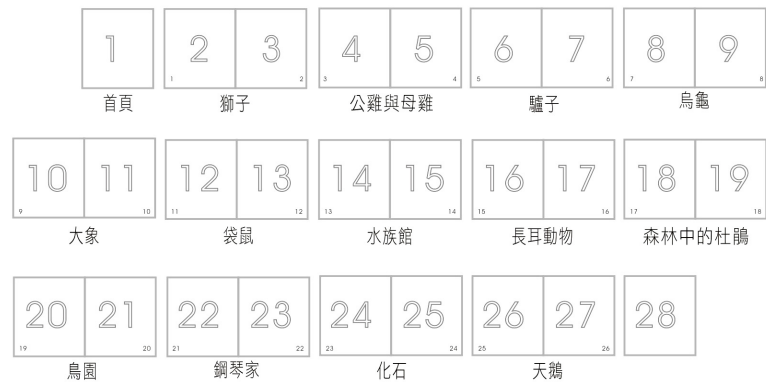 1 2 3 4 5 6 7 8 9
1 2 3 4 5 6 7 8
首頁 獅子 公雞與母雞 驢子 烏龜
10 11 12 13 14 15 16 17 18 19
9 10 11 12 13 14 15 16 17 18
大象 袋鼠 水族館 長耳動物 森林中的杜鵑
20 21 22 23 24 25 26 27 28
19 20 21 22 23 24 25 26
鳥園 鋼琴家 化石 天鵝